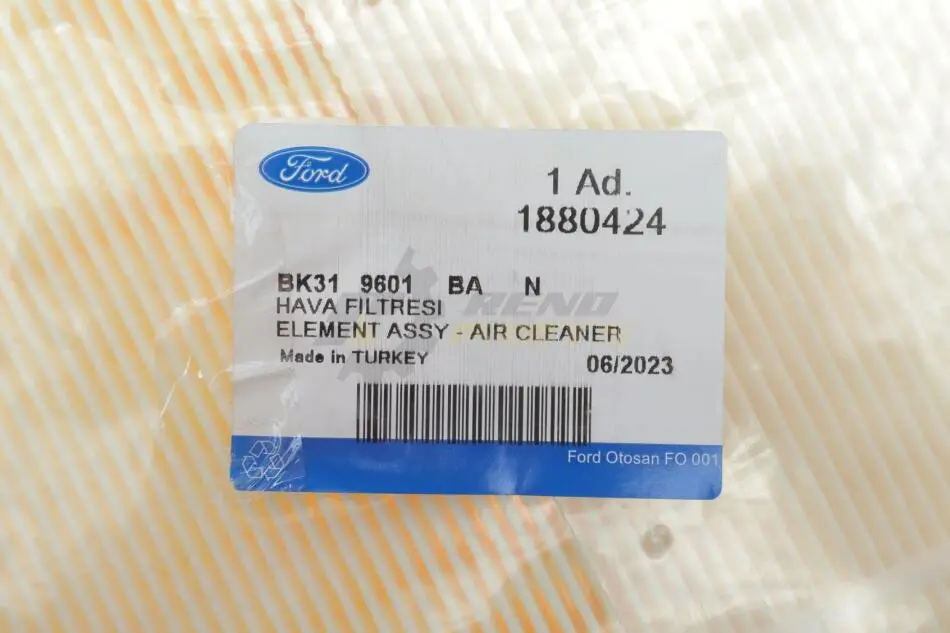 Ford
1 Ad.
1880424
BK31 9601 BA N
RENO
HAVA FILTRESI
ELEMENT ASSY - AIR CLEANER
Made in TURKEY
06/2023
Ford Otosan FO 001